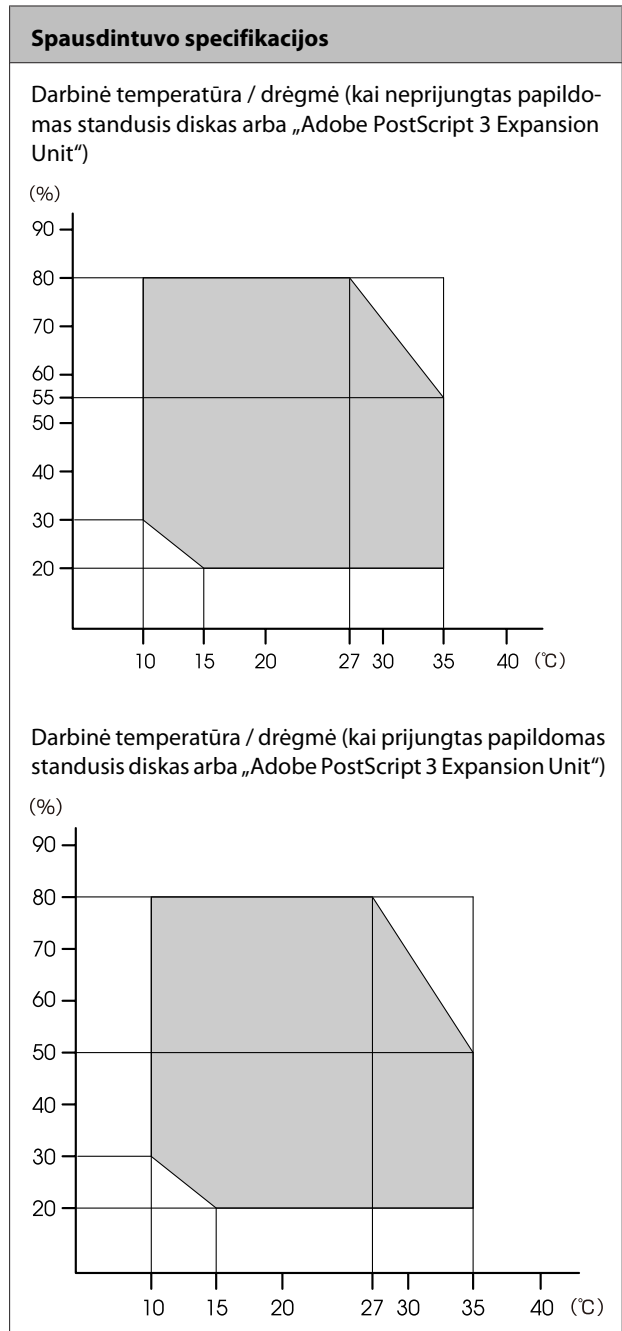 Spausdintuvo specifikacijos
Darbinė temperatūra / drėgmė (kai neprijungtas papildo-
mas standusis diskas arba „Adobe PostScript 3 Expansion
Unit“)
(%)
90
80
70
60
55
50
40
30
20
10 15 20 27 30 35 40 (℃)
Darbinė temperatūra / drėgmė (kai prijungtas papildomas
standusis diskas arba „Adobe PostScript 3 Expansion Unit“)
(%)
90
80
70
60
50
40
30
20
10 15 20 27 30 35 40 (℃)